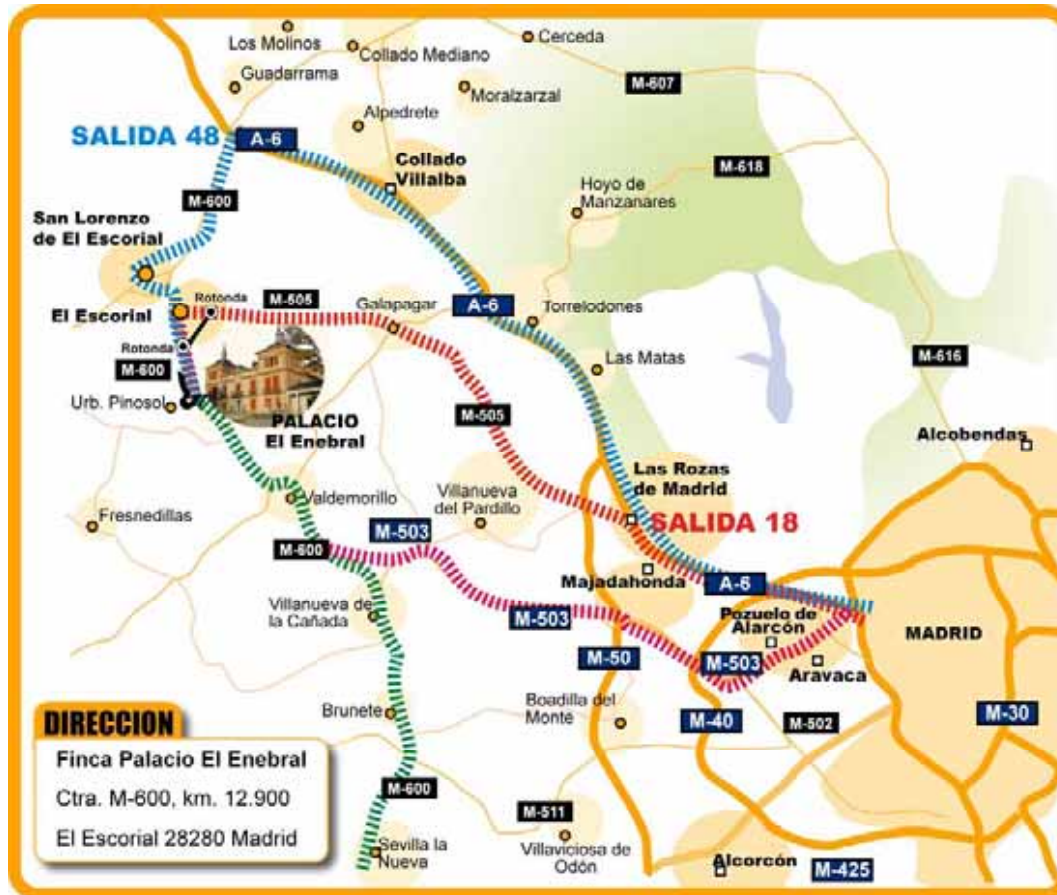 Los Molinos
Collado Mediano
Cerceda
Guadarrama
M-607
Moralzarzal
Alpedrete
SALIDA 48
A-6
Collado
Villalba
M-618
Hoyo de
Manzanares
M-600
San Lorenzo
de El Escorial
Rotonda
M-505
Galapagar
A-6
Torrelodones
El Escorial
Rotonda
M-600
Las Matas
M-616
Urb. Pinosol
PALACIO
El Enebral
M-505
Alcobendas
Las Rozas
de Madrid
Valdemorillo
Villanueva
del Pardillo
Fresnedillas
SALIDA 18
M-503
M-600
Majadahonda
A-6
Villanueva de
la Cañada
M-503
Pozuelo de
Alarcón
MADRID
M-50
M-503
Aravaca
Brunete
Boadilla del
Monte
M-40
M-502
M-30
DIRECCION
Finca Palacio El Enebral
Ctra. M-600, km. 12.900
El Escorial 28280 Madrid
M-600
M-511
Sevilla la
Nueva
Villaviciosa de
Odón
Alcorcón
M-425